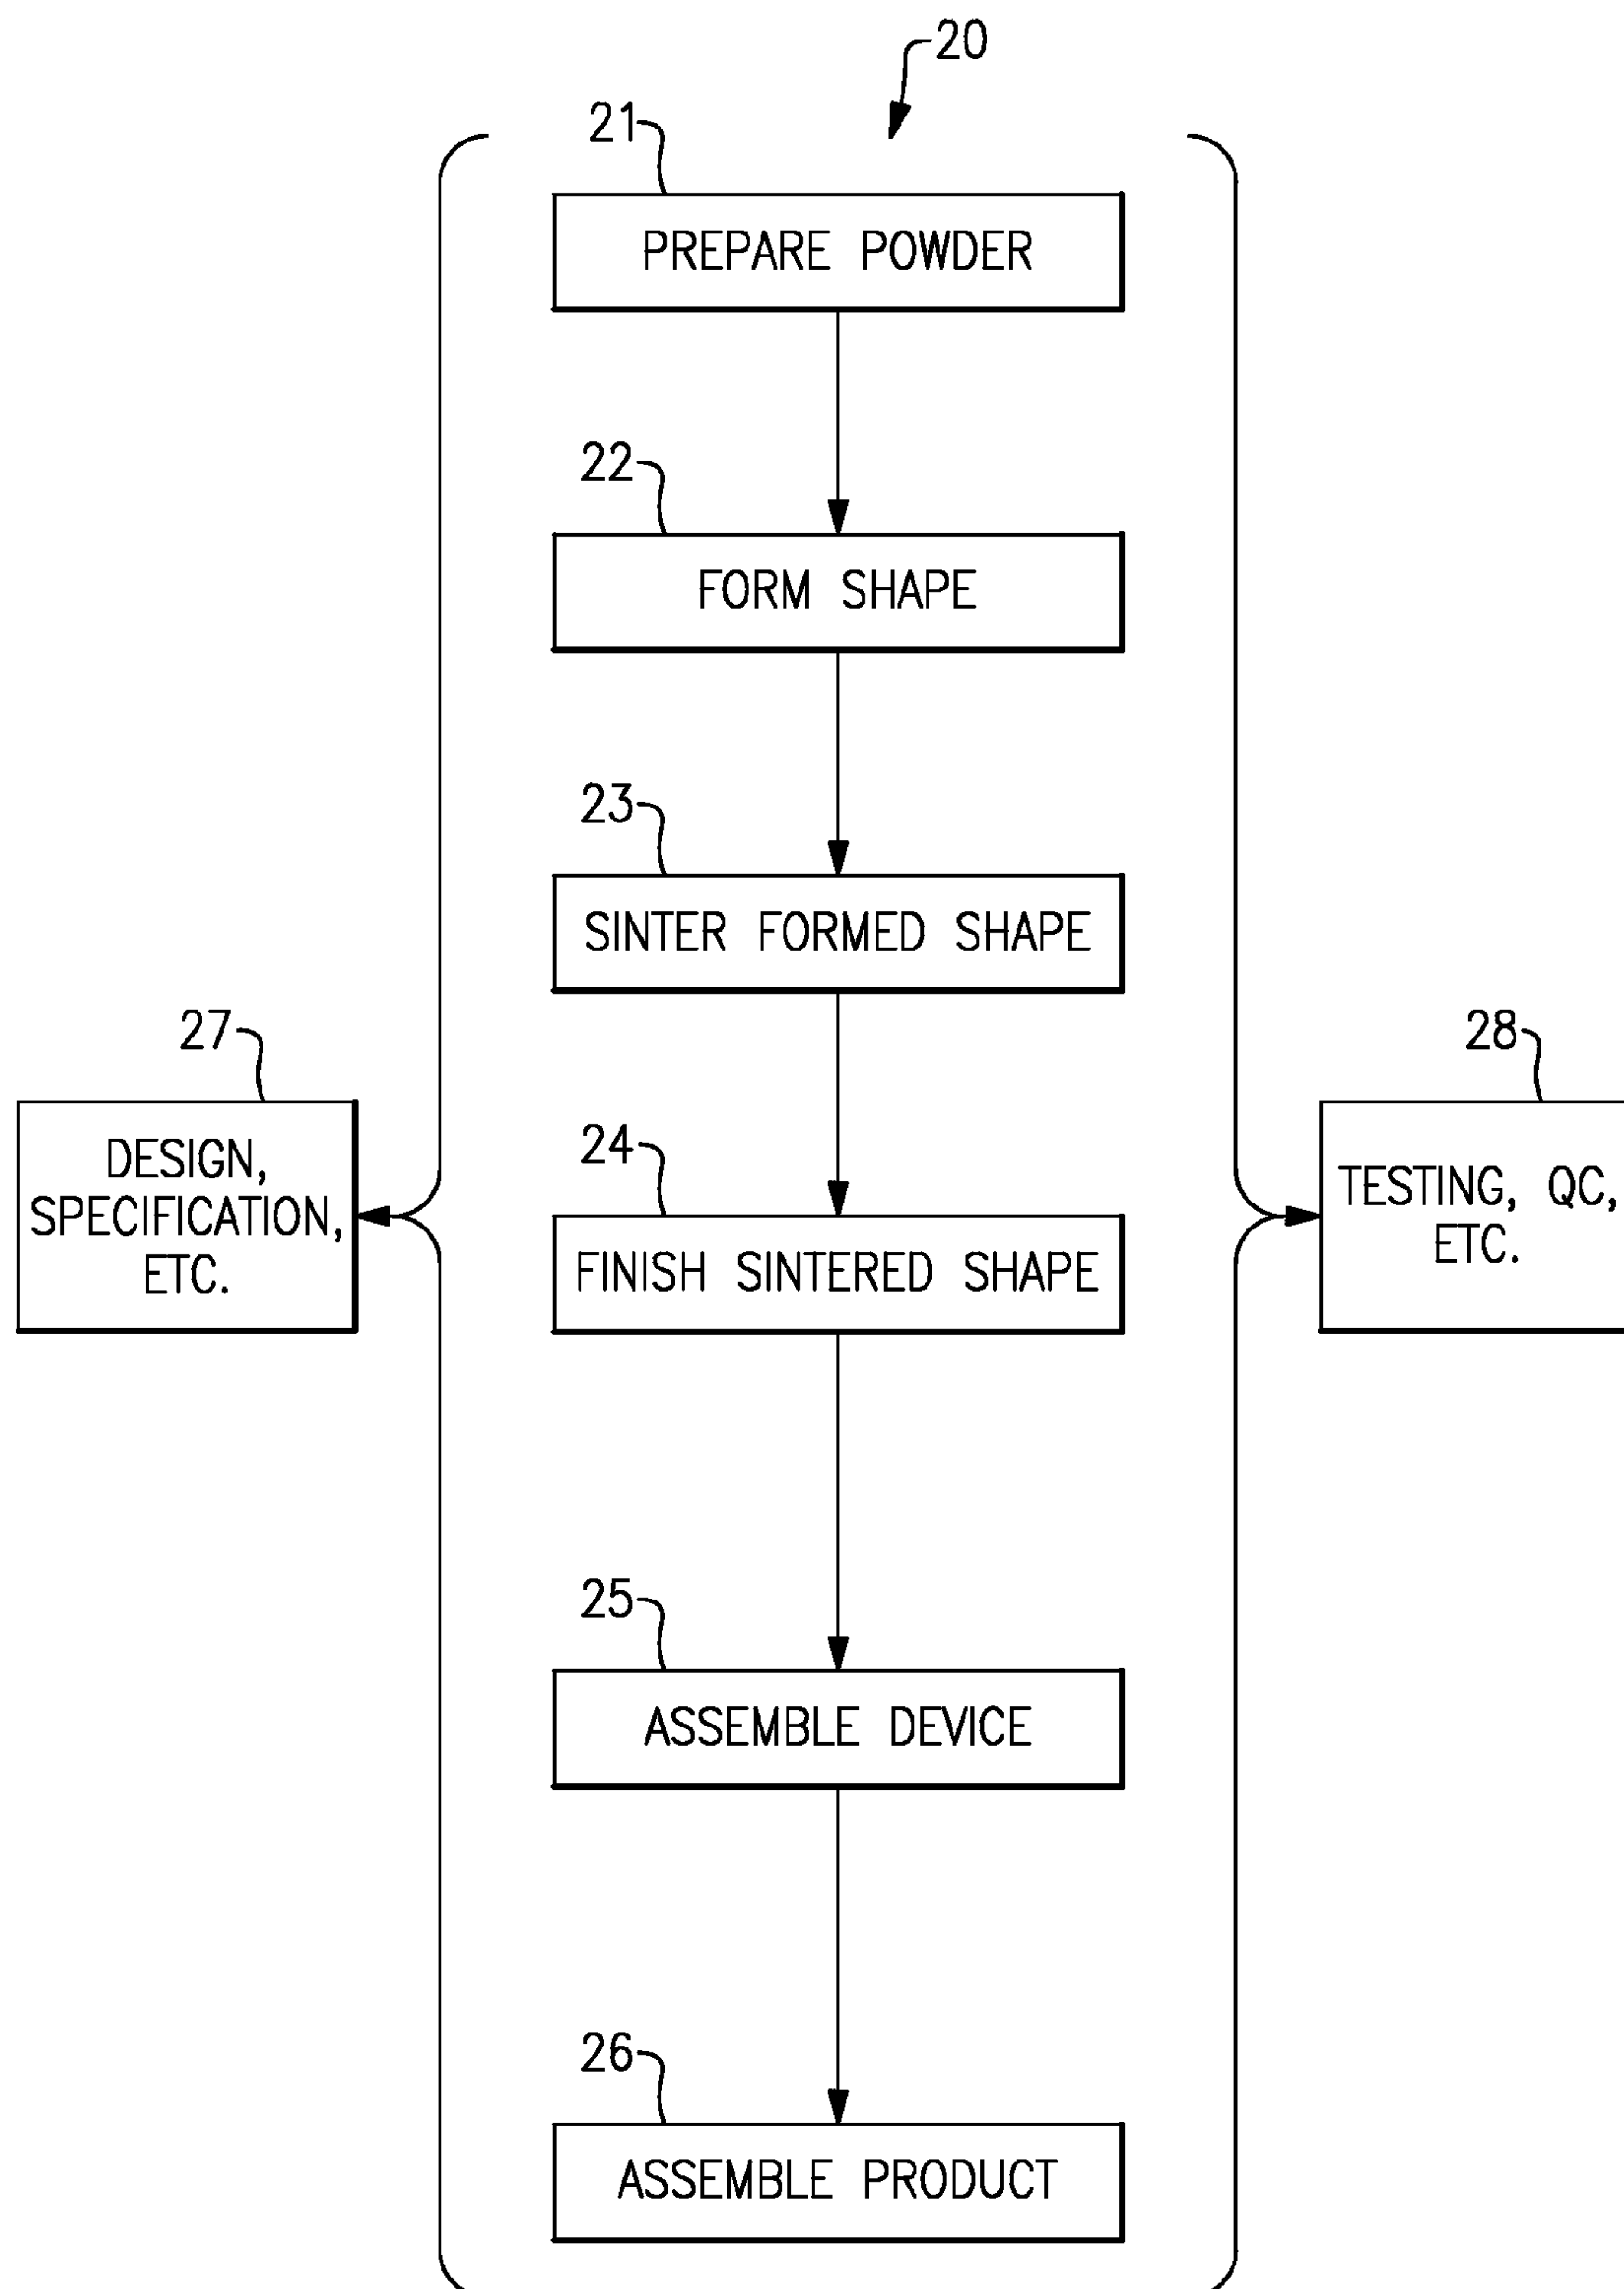 20
21
PREPARE POWDER
22
FORM SHAPE
23
SINTER FORMED SHAPE
27
DESIGN,
SPECIFICATION,
ETC.
24
FINISH SINTERED SHAPE
28
TESTING, QC,
ETC.
25
ASSEMBLE DEVICE
26
ASSEMBLE PRODUCT